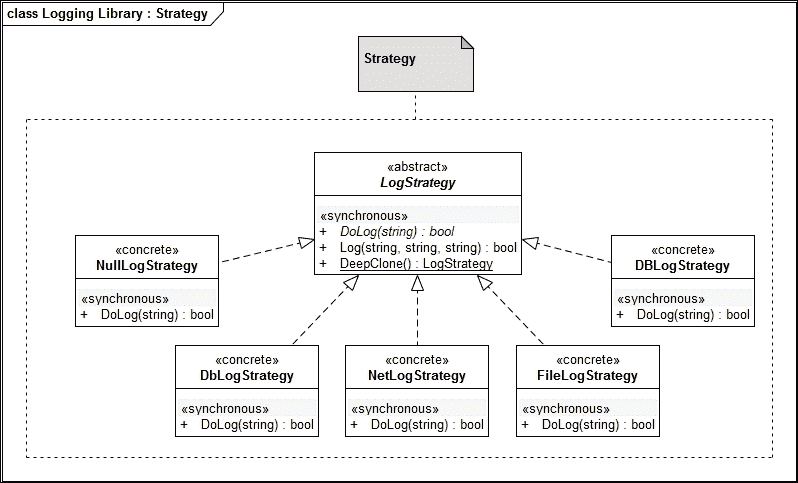 class Logging Library : Strategy
Strategy
«abstract»
LogStrategy
«synchronous»
+ DoLog(string) : bool
+ Log(string, string, string) : bool
+ DeepClone() : LogStrategy
«concrete»
NullLogStrategy
«synchronous»
+ DoLog(string) : bool
«concrete»
DBLogStrategy
«synchronous»
+ DoLog(string) : bool
«concrete»
DbLogStrategy
«synchronous»
+ DoLog(string) : bool
«concrete»
NetLogStrategy
«synchronous»
+ DoLog(string) : bool
«concrete»
FileLogStrategy
«synchronous»
+ DoLog(string) : bool